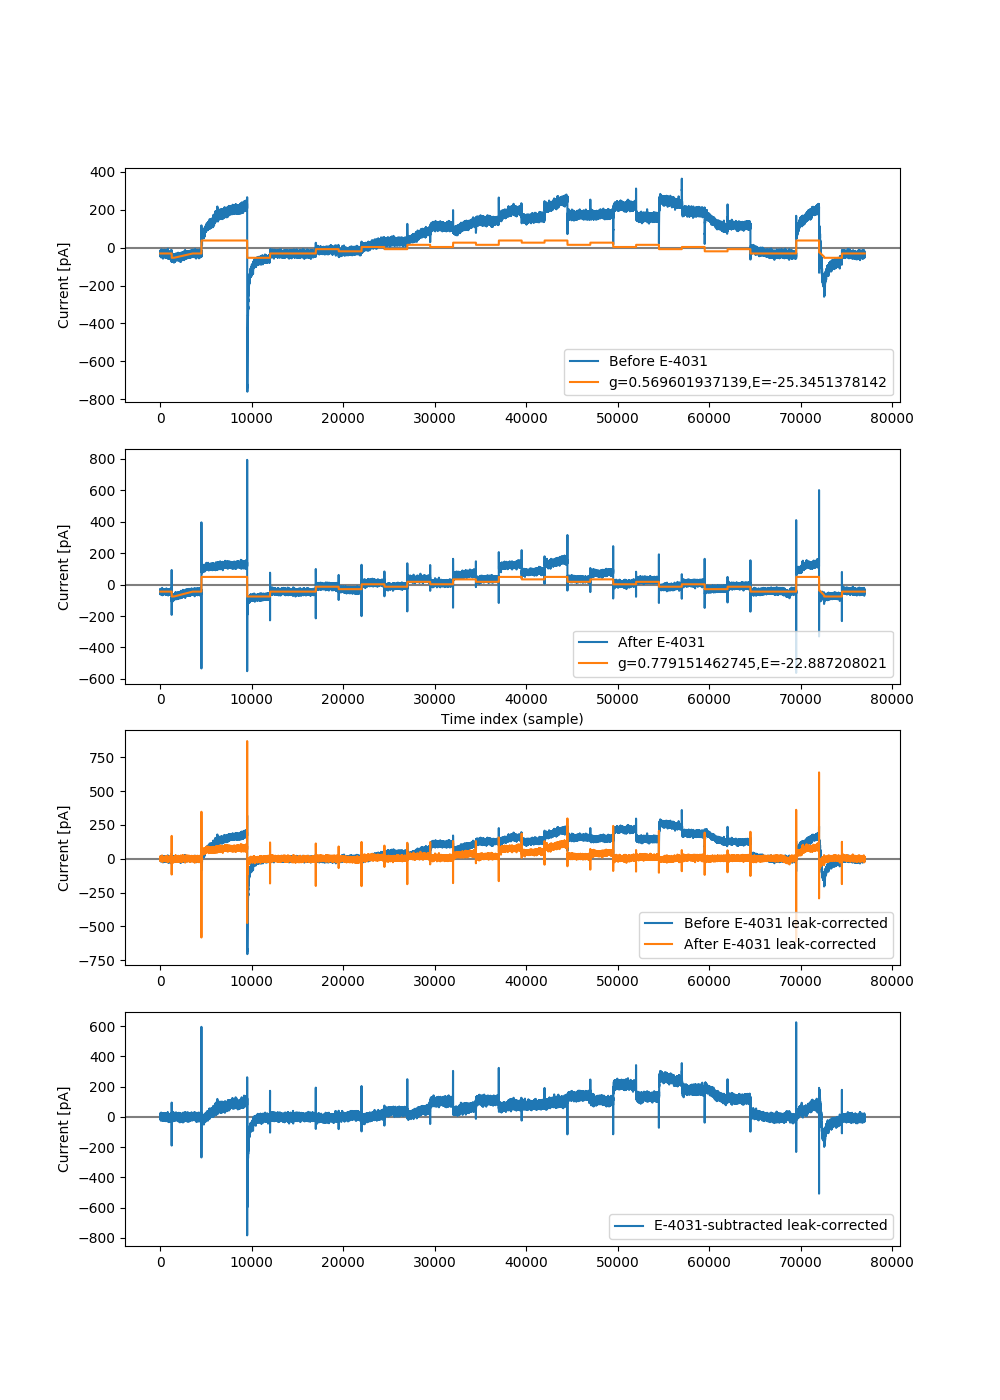 400
200
0
−200
−400
−600
−800
Current [pA]
Before E-4031
g=0.569601937139,E=-25.3451378142
0 10000 20000 30000 40000 50000 60000 70000 80000
800
600
400
200
0
−200
−400
−600
Current [pA]
After E-4031
g=0.779151462745,E=-22.887208021
0 10000 20000 30000 40000 50000 60000 70000 80000
Time index (sample)
750
500
250
0
−250
−500
−750
Current [pA]
Before E-4031 leak-corrected
After E-4031 leak-corrected
0 10000 20000 30000 40000 50000 60000 70000 80000
600
400
200
0
−200
−400
−600
−800
Current [pA]
E-4031-subtracted leak-corrected
0 10000 20000 30000 40000 50000 60000 70000 80000